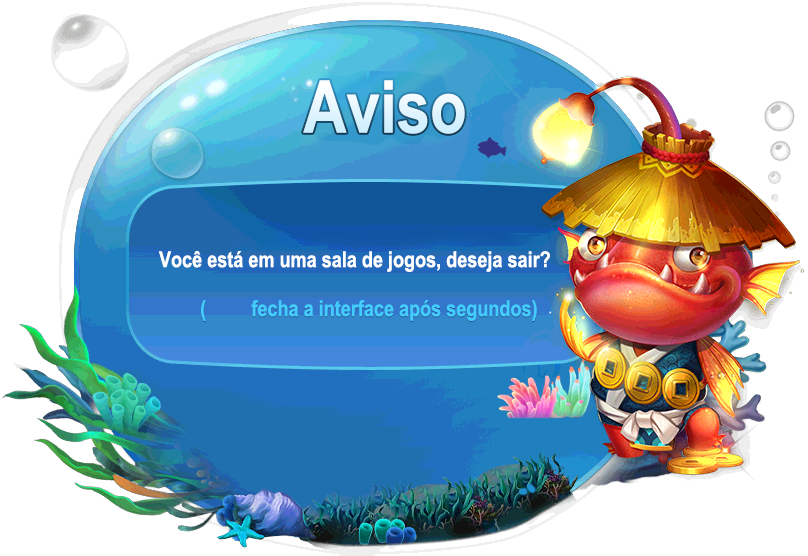 Aviso
Você está em uma sala de jogos, deseja sair?
( fecha a interface após segundos)